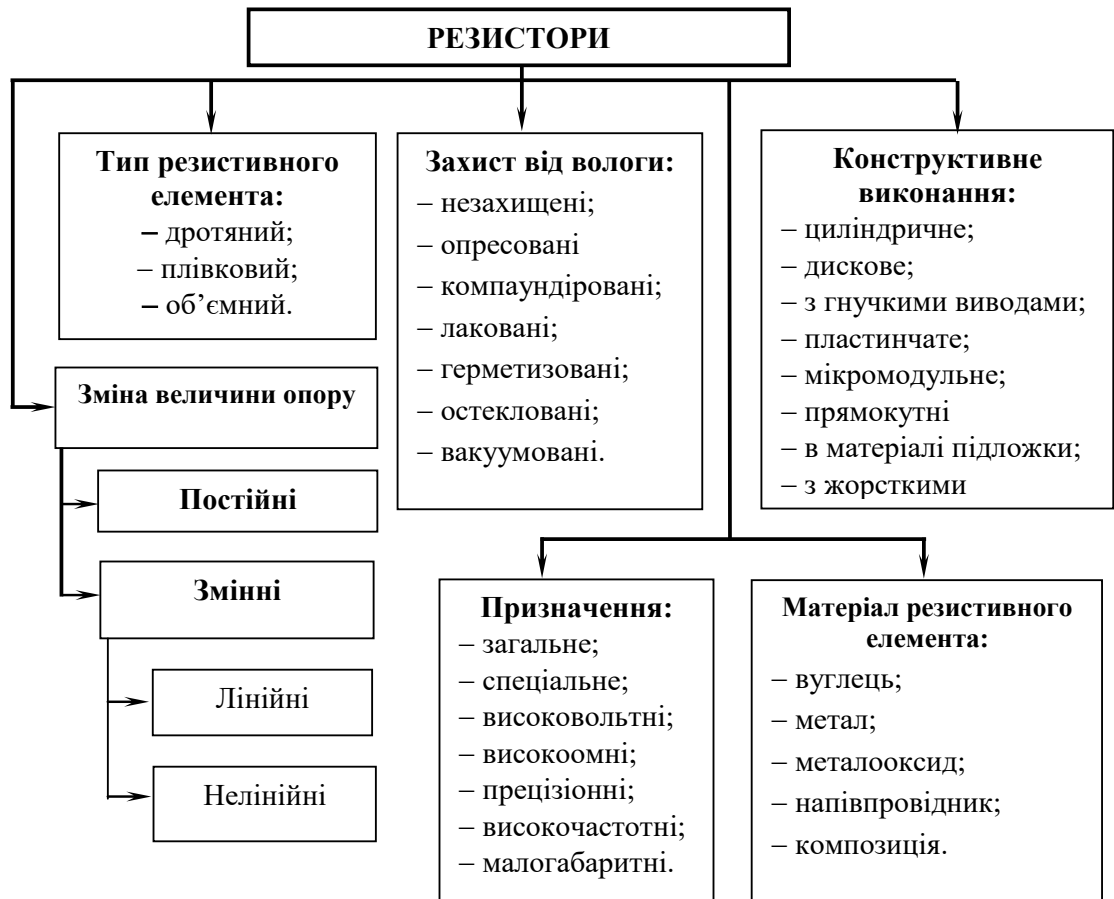 РЕЗИСТОРИ
Тип резистивного
елемента:
– дротяний;
– плівковий;
– об’ємний.
Захист від вологи:
– незахищені;
– опресовані
– компаундіровані;
– лаковані;
– герметизовані;
– остекловані;
– вакуумовані.
Конструктивне
виконання:
– циліндричне;
– дискове;
– з гнучкими виводами;
– пластинчате;
– мікромодульне;
– прямокутні
– в матеріалі підложки;
– з жорсткими
Зміна величини опору
Постійні
Змінні
Лінійні
Нелінійні
Призначення:
– загальне;
– спеціальне;
– високовольтні;
– високоомні;
– прецізіонні;
– височастотні;
– малогабаритні.
Матеріал резистивного
елемента:
– вуглець;
– метал;
– металооксид;
– напівпровідник;
– композиція.